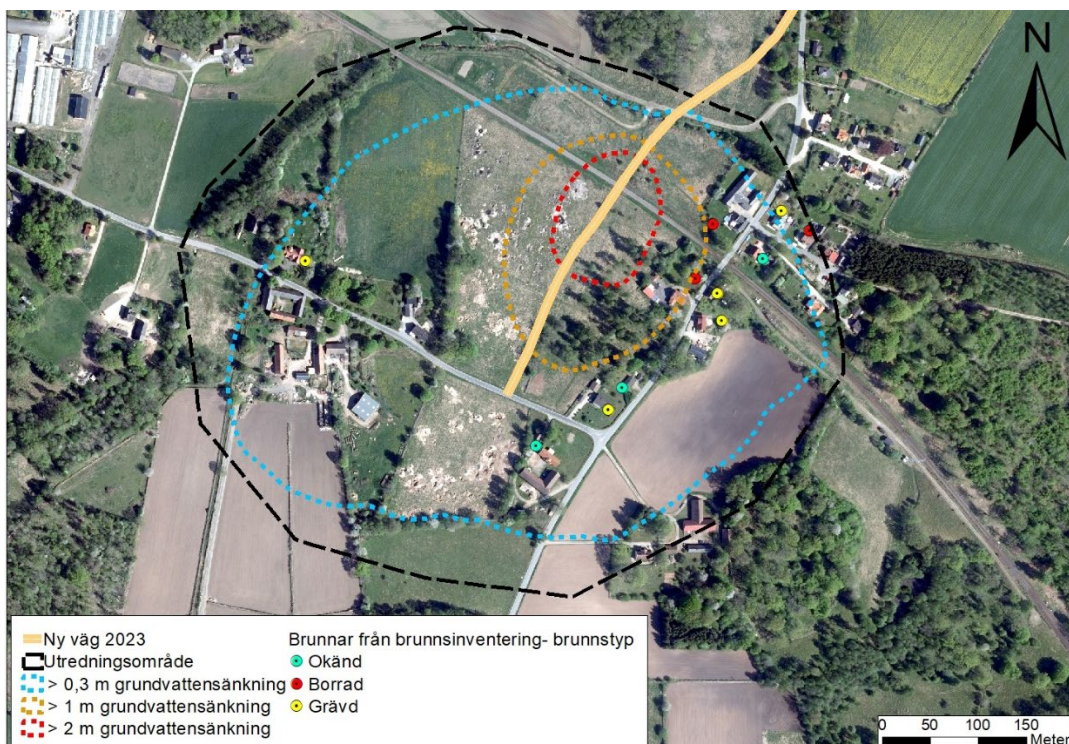 N
Ny väg 2023
Utredningsområde
> 0,3 m grundvattensänkning
> 1 m grundvattensänkning
> 2 m grundvattensänkning
Brunnar från brunnsinventering- brunnstyp
Okänd
Borrad
Grävd
0 50 100 150
Meter